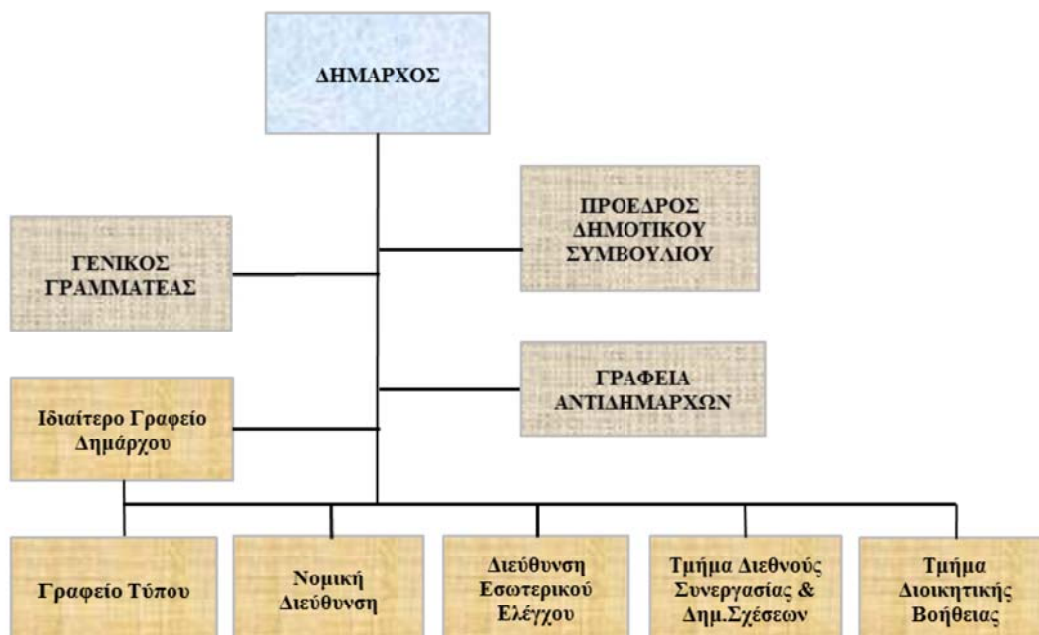 ΔΗΜΑΡΧΟΣ
ΠΡΟΕΔΡΟΣ
ΔΗΜΟΤΙΚΟΥ
ΣΥΜΒΟΥΛΙΟΥ
ΓΕΝΙΚΟΣ
ΓΡΑΜΜΑΤΕΑΣ
ΓΡΑΦΕΙΑ
ΑΝΤΙΔΗΜΑΡΧΩΝ
Ιδιαίτερο Γραφείο
Δημάρχου
Γραφείο Τύπου
Νομική
Διεύθυνση
Διεύθυνση
Εσωτερικού
Ελέγχου
Τμήμα Διεθνούς
Συνεργασίας &
Δημ.Σχέσεων
Τμήμα
Διοικητικής
Βοήθειας